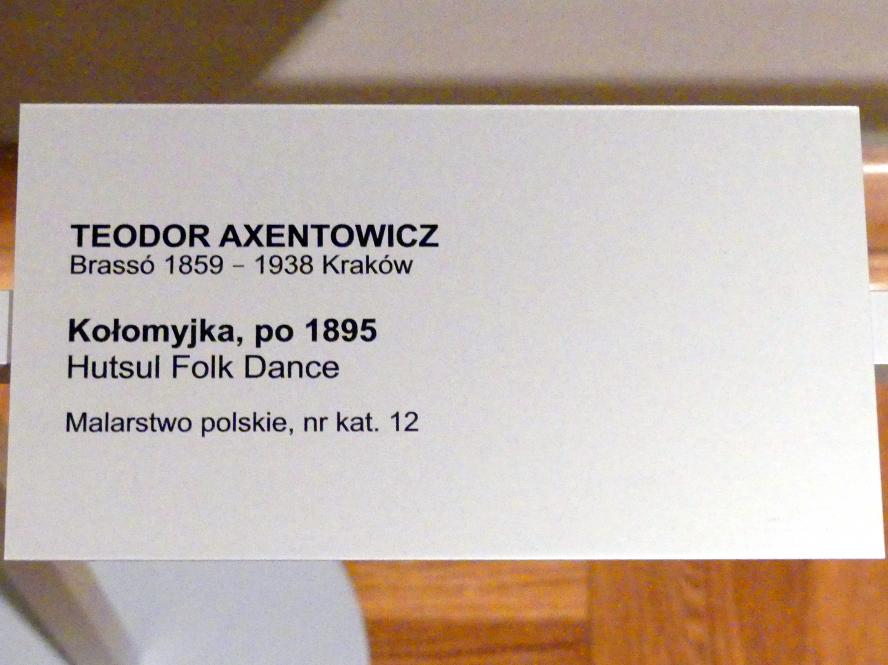 TEODOR AXENTOWICZ
Brassó 1859 – 1938 Kraków
Kołomyjka, po 1895
Hutsul Folk Dance
Malarstwo polskie, nr kat. 12